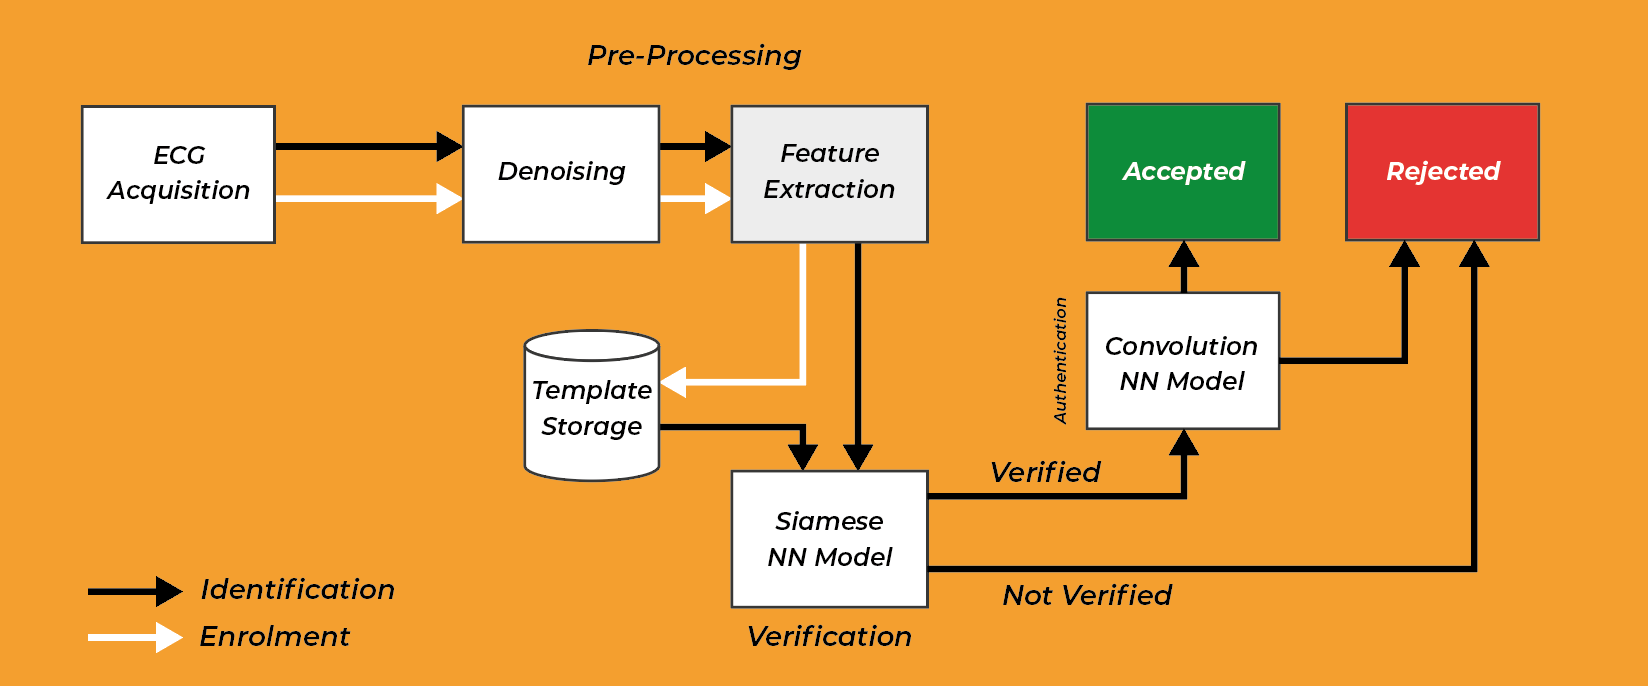 Pre-Processing
ECG
Acquisition
Denoising
Feature
Extraction
Accepted
Rejected
Authentication
Convolution
NN Model
Template
Storage
Verified
Siamese
NN Model
Not Verified
Verification
Identification
Enrolment